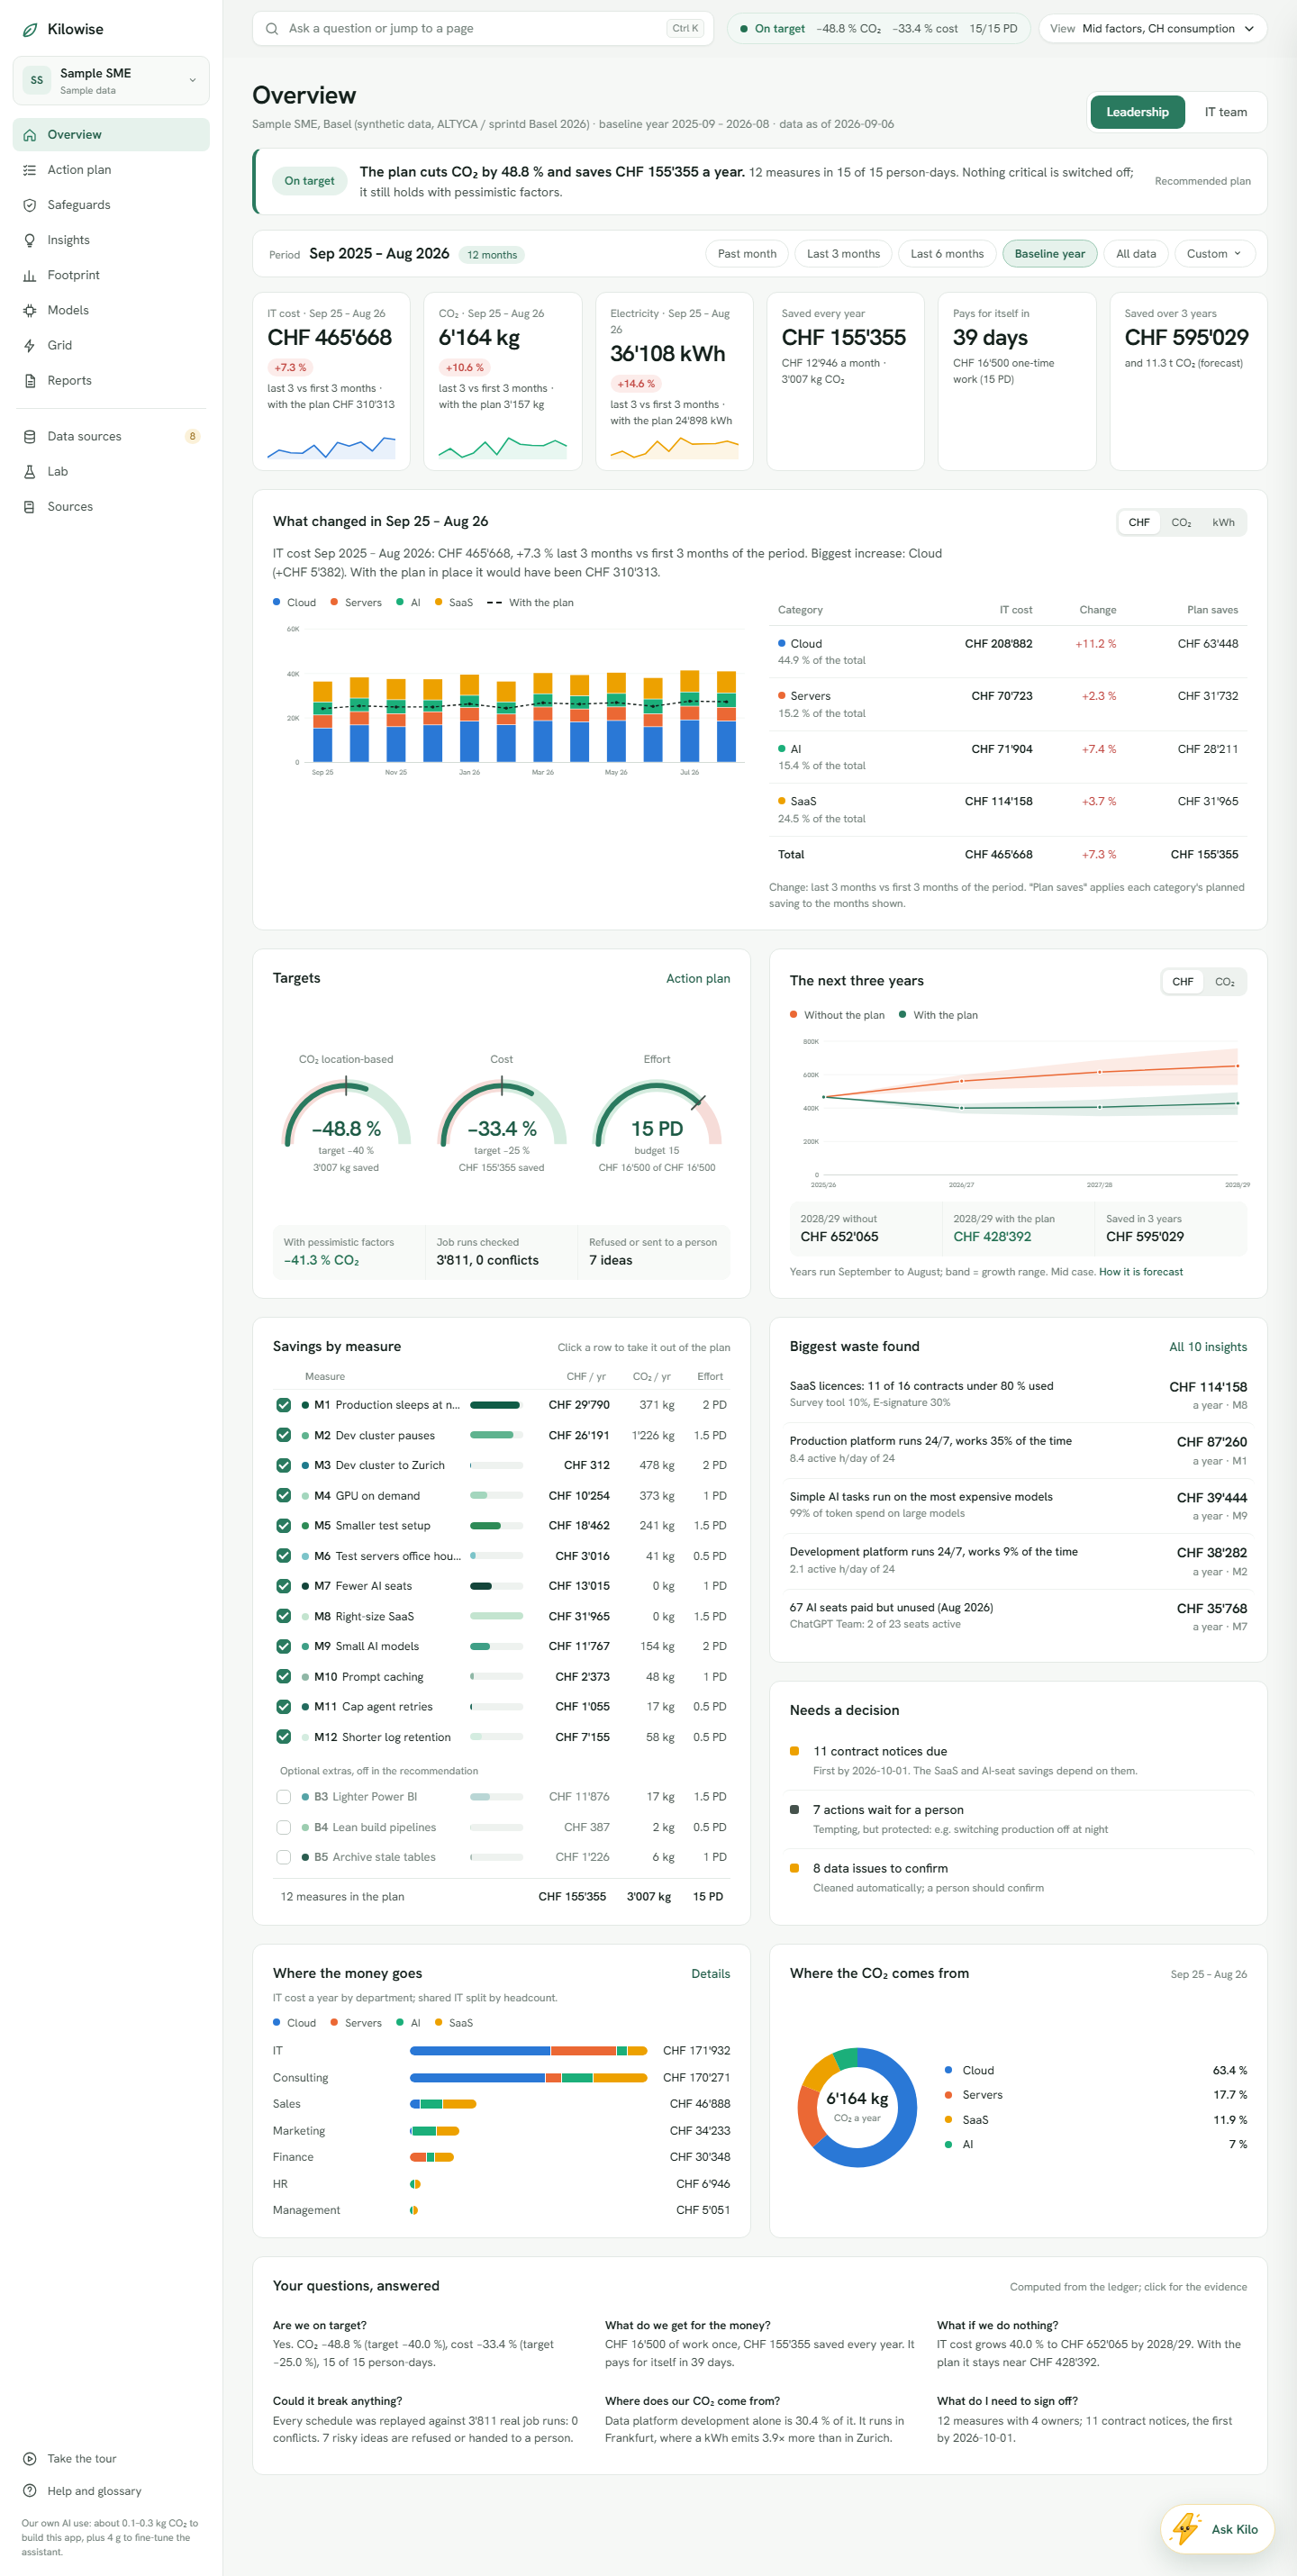 Kilowise
SS
Sample SME
Sample data
Overview
Action plan
Safeguards
Insights
Footprint
Models
Grid
Reports
Data sources 8
Lab
Sources
Take the tour
Help and glossary
Our own AI use: about 0.1-0.3 kg CO₂ to
build this app, plus 4 g to fine-tune the
assistant.
Ask a question or jump to a page Ctrl K
On target −48.8 % CO₂ −33.4 % cost 15/15 PD
View Mid factors, CH consumption
Overview
Sample SME, Basel (synthetic data, ALTYCA / sprintd Basel 2026) · baseline year 2025-09 – 2026-08 · data as of 2026-09-06
Leadership IT team
On target
The plan cuts CO₂ by 48.8 % and saves CHF 155'355 a year. 12 measures in 15 of 15 person-days. Nothing critical is switched off;
it still holds with pessimistic factors.
Recommended plan
Period Sep 2025 – Aug 2026 12 months
Past month Last 3 months Last 6 months Baseline year All data Custom
IT cost · Sep 25 – Aug 26
CHF 465'668
+7.3 %
last 3 vs first 3 months ·
with the plan CHF 310'313
CO₂ · Sep 25 – Aug 26
6'164 kg
+10.6 %
last 3 vs first 3 months ·
with the plan 3'157 kg
Electricity · Sep 25 – Aug
26
36'108 kWh
+14.6 %
last 3 vs first 3 months ·
with the plan 24'898 kWh
Saved every year
CHF 155'355
CHF 12'946 a month ·
3'007 kg CO₂
Pays for itself in
39 days
CHF 16'500 one-time
work (15 PD)
Saved over 3 years
CHF 595'029
and 11.3 t CO₂ (forecast)
What changed in Sep 25 – Aug 26
CHF CO₂ kWh
IT cost Sep 2025 – Aug 2026: CHF 465'668, +7.3 % last 3 months vs first 3 months of the period. Biggest increase: Cloud
(+CHF 5'382). With the plan in place it would have been CHF 310'313.
Cloud Servers AI SaaS With the plan
60K
40K
20K
0
Sep 25 Nov 25 Jan 26 Mar 26 May 26 Jul 26
Category IT cost Change Plan saves
Cloud CHF 208'882 +11.2 % CHF 63'448
44.9 % of the total
Servers CHF 70'723 +2.3 % CHF 31'732
15.2 % of the total
AI CHF 71'904 +7.4 % CHF 28'211
15.4 % of the total
SaaS CHF 114'158 +3.7 % CHF 31'965
24.5 % of the total
Total CHF 465'668 +7.3 % CHF 155'355
Change: last 3 months vs first 3 months of the period. "Plan saves" applies each category's planned
saving to the months shown.
Targets Action plan
CO₂ location-based
−48.8 %
target −40 %
3'007 kg saved
Cost
−33.4 %
target −25 %
CHF 155'355 saved
Effort
15 PD
budget 15
CHF 16'500 of CHF 16'500
With pessimistic factors
−41.3 % CO₂
Job runs checked
3'811, 0 conflicts
Refused or sent to a person
7 ideas
The next three years
CHF CO₂
Without the plan With the plan
800K
600K
400K
200K
0
2025/26 2026/27 2027/28 2028/29
2028/29 without
CHF 652'065
2028/29 with the plan
CHF 428'392
Saved in 3 years
CHF 595'029
Years run September to August; band = growth range. Mid case. How it is forecast
Savings by measure Click a row to take it out of the plan
Measure CHF / yr CO₂ / yr Effort
M1 Production sleeps at n... CHF 29'790 371 kg 2 PD
M2 Dev cluster pauses CHF 26'191 1'226 kg 1.5 PD
M3 Dev cluster to Zurich CHF 312 478 kg 2 PD
M4 GPU on demand CHF 10'254 373 kg 1 PD
M5 Smaller test setup CHF 18'462 241 kg 1.5 PD
M6 Test servers office hou... CHF 3'016 41 kg 0.5 PD
M7 Fewer AI seats CHF 13'015 0 kg 1 PD
M8 Right-size SaaS CHF 31'965 0 kg 1.5 PD
M9 Small AI models CHF 11'767 154 kg 2 PD
M10 Prompt caching CHF 2'373 48 kg 1 PD
M11 Cap agent retries CHF 1'055 17 kg 0.5 PD
M12 Shorter log retention CHF 7'155 58 kg 0.5 PD
Optional extras, off in the recommendation
B3 Lighter Power BI CHF 11'876 17 kg 1.5 PD
B4 Lean build pipelines CHF 387 2 kg 0.5 PD
B5 Archive stale tables CHF 1'226 6 kg 1 PD
12 measures in the plan CHF 155'355 3'007 kg 15 PD
Biggest waste found All 10 insights
SaaS licences: 11 of 16 contracts under 80 % used CHF 114'158
Survey tool 10%, E-signature 30% a year · M8
Production platform runs 24/7, works 35% of the time CHF 87'260
8.4 active h/day of 24 a year · M1
Simple AI tasks run on the most expensive models CHF 39'444
99% of token spend on large models a year · M9
Development platform runs 24/7, works 9% of the time CHF 38'282
2.1 active h/day of 24 a year · M2
67 AI seats paid but unused (Aug 2026) CHF 35'768
ChatGPT Team: 2 of 23 seats active a year · M7
Needs a decision
11 contract notices due
First by 2026-10-01. The SaaS and AI-seat savings depend on them.
7 actions wait for a person
Tempting, but protected: e.g. switching production off at night
8 data issues to confirm
Cleaned automatically; a person should confirm
Where the money goes Details
IT cost a year by department; shared IT split by headcount.
Cloud Servers AI SaaS
IT CHF 171'932
Consulting CHF 170'271
Sales CHF 46'888
Marketing CHF 34'233
Finance CHF 30'348
HR CHF 6'946
Management CHF 5'051
Where the CO₂ comes from Sep 25 – Aug 26
6'164 kg
CO₂ a year
Cloud 63.4 %
Servers 17.7 %
SaaS 11.9 %
AI 7 %
Your questions, answered Computed from the ledger; click for the evidence
Are we on target?
Yes. CO₂ −48.8 % (target −40.0 %), cost −33.4 % (target
−25.0 %), 15 of 15 person-days.
What do we get for the money?
CHF 16'500 of work once, CHF 155'355 saved every year. It
pays for itself in 39 days.
What if we do nothing?
IT cost grows 40.0 % to CHF 652'065 by 2028/29. With the
plan it stays near CHF 428'392.
Could it break anything?
Every schedule was replayed against 3'811 real job runs: 0
conflicts. 7 risky ideas are refused or handed to a person.
Where does our CO₂ come from?
Data platform development alone is 30.4 % of it. It runs in
Frankfurt, where a kWh emits 3.9× more than in Zurich.
What do I need to sign off?
12 measures with 4 owners; 11 contract notices, the first
by 2026-10-01.
Ask Kilo